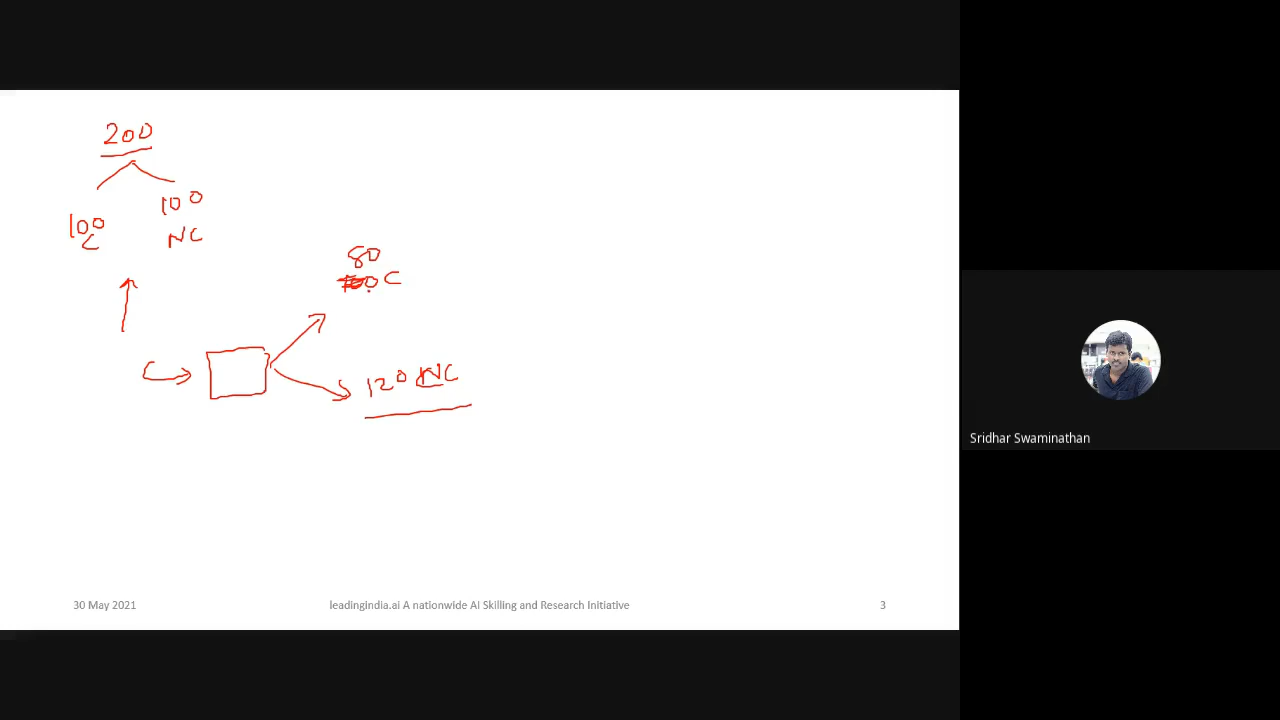 200
100
100
C
NC
80
C
120 NC
Sridhar Swaminathan
30 May 2021
leadingindia.ai A nationwide AI Skilling and Research Initiative
3